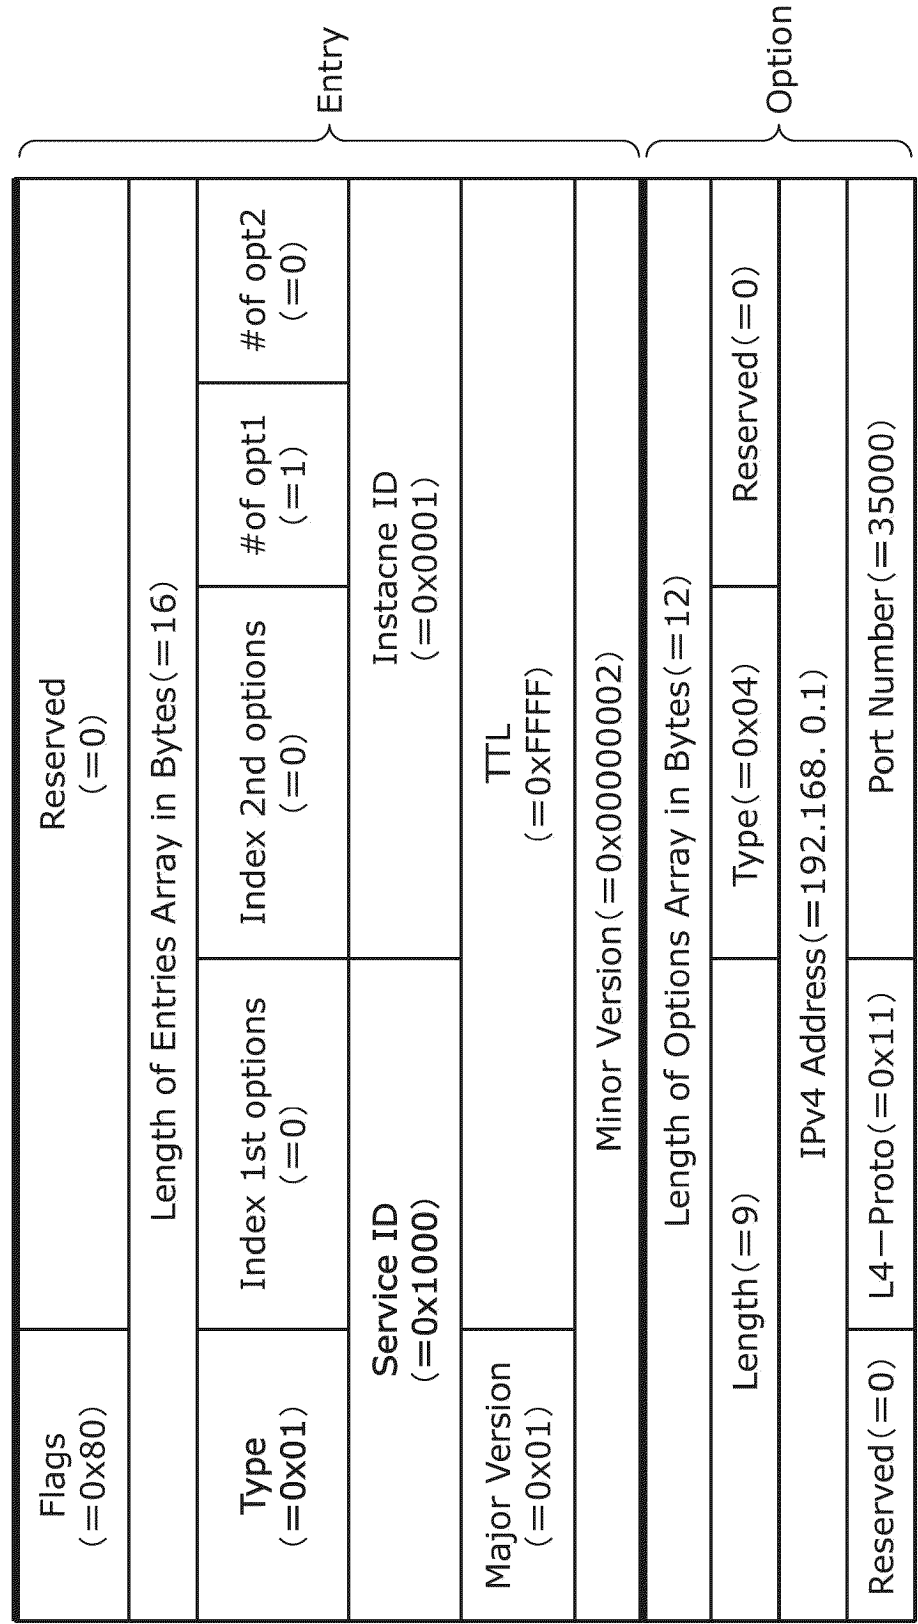 Flags
(=0x80)
Reserved
(=0)
Length of Entries Array in Bytes(=16)
Type
(=0x01)
Index 1st options
(=0)
Index 2nd options
(=0)
#of opt1
(=1)
#of opt2
(=0)
Service ID
(=0x1000)
Instacne ID
(=0x0001)
Major Version
(=0x01)
TTL
(=0xFFFF)
Minor Version(=0x00000002)
Entry
Length of Options Array in Bytes(=12)
Length(=9)
Type(=0x04)
Reserved(=0)
IPv4 Address(=192.168. 0.1)
Reserved(=0)
L4－Proto(=0x11)
Port Number(=35000)
Option